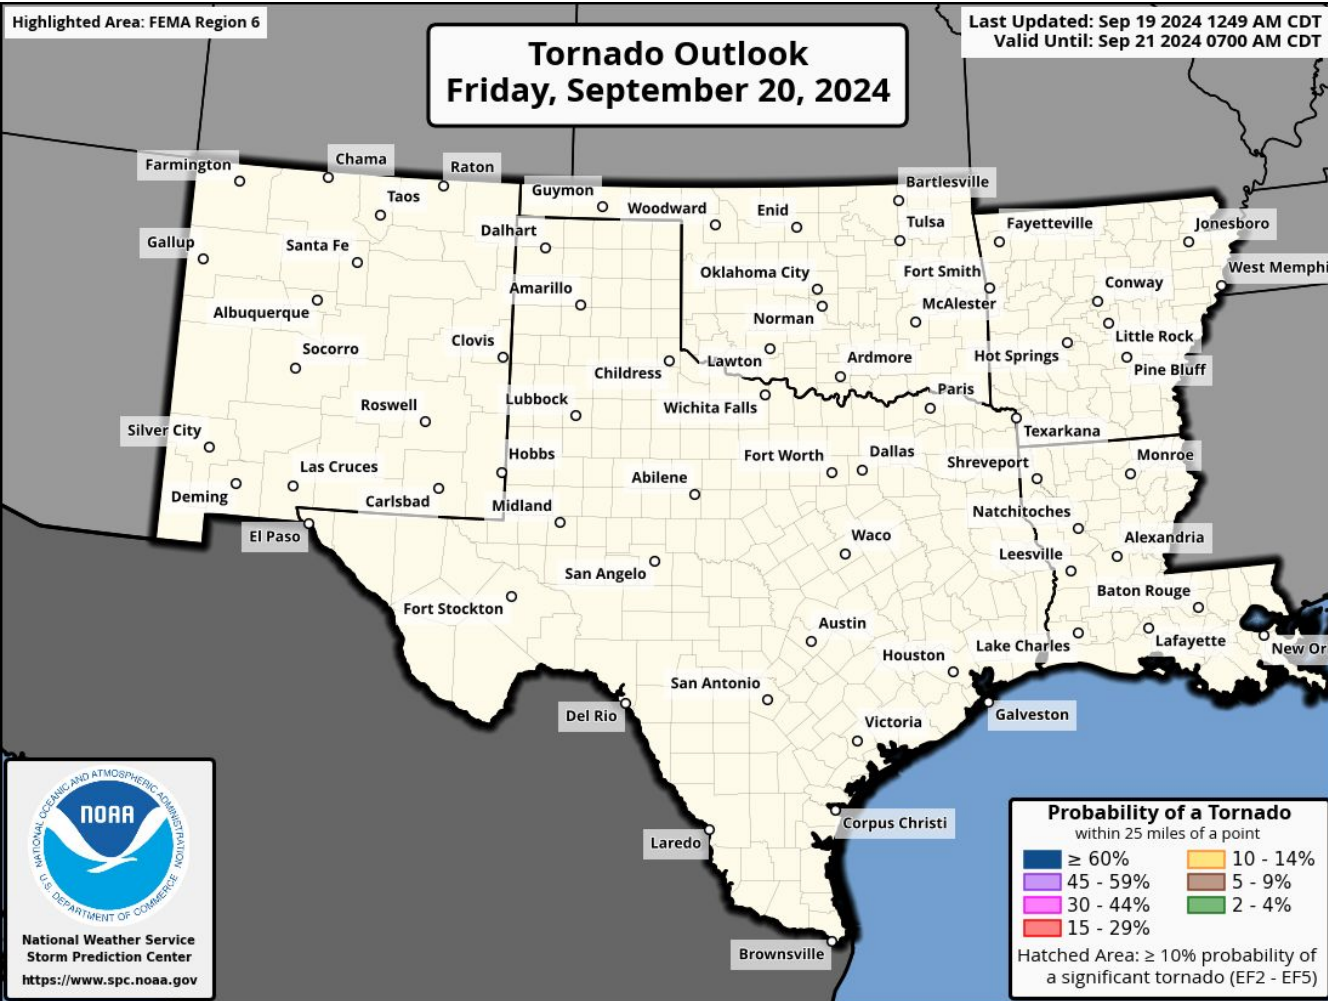 Highlighted Area: FEMA Region 6
Last Updated: Sep 19 2024 1249 AM CDT
Valid Until: Sep 21 2024 0700 AM CDT
Tornado Outlook
Friday, September 20, 2024
Farmington
Chama
Raton
Taos
Guymon
Woodward
Enid
Bartlesville
Tulsa
Fayetteville
Jonesboro
Gallup
Santa Fe
Dalhart
Oklahoma City
Fort Smith
West Memphi
Amarillo
Conway
Albuquerque
Norman
McAlester
Socorro
Clovis
Little Rock
Childress
Lawton
Ardmore
Hot Springs
Pine Bluff
Roswell
Lubbock
Wichita Falls
Paris
Silver City
Texarkana
Las Cruces
Hobbs
Fort Worth
Dallas
Shreveport
Monroe
Deming
Carlsbad
Abilene
Midland
Natchitoches
El Paso
Waco
Alexandria
San Angelo
Leesville
Fort Stockton
Baton Rouge
Austin
Lake Charles
Lafayette
New Or
Houston
San Antonio
Del Rio
Galveston
Victoria
Corpus Christi
Laredo
Brownsville
NATIONAL OCEANIC AND ATMOSPHERIC ADMINISTRATION
NOAA
U.S. DEPARTMENT OF COMMERCE
National Weather Service
Storm Prediction Center
https://www.spc.noaa.gov
Probability of a Tornado
within 25 miles of a point
≥ 60%
10 - 14%
45 - 59%
5 - 9%
30 - 44%
2 - 4%
15 - 29%
Hatched Area: ≥ 10% probability of
a significant tornado (EF2 - EF5)